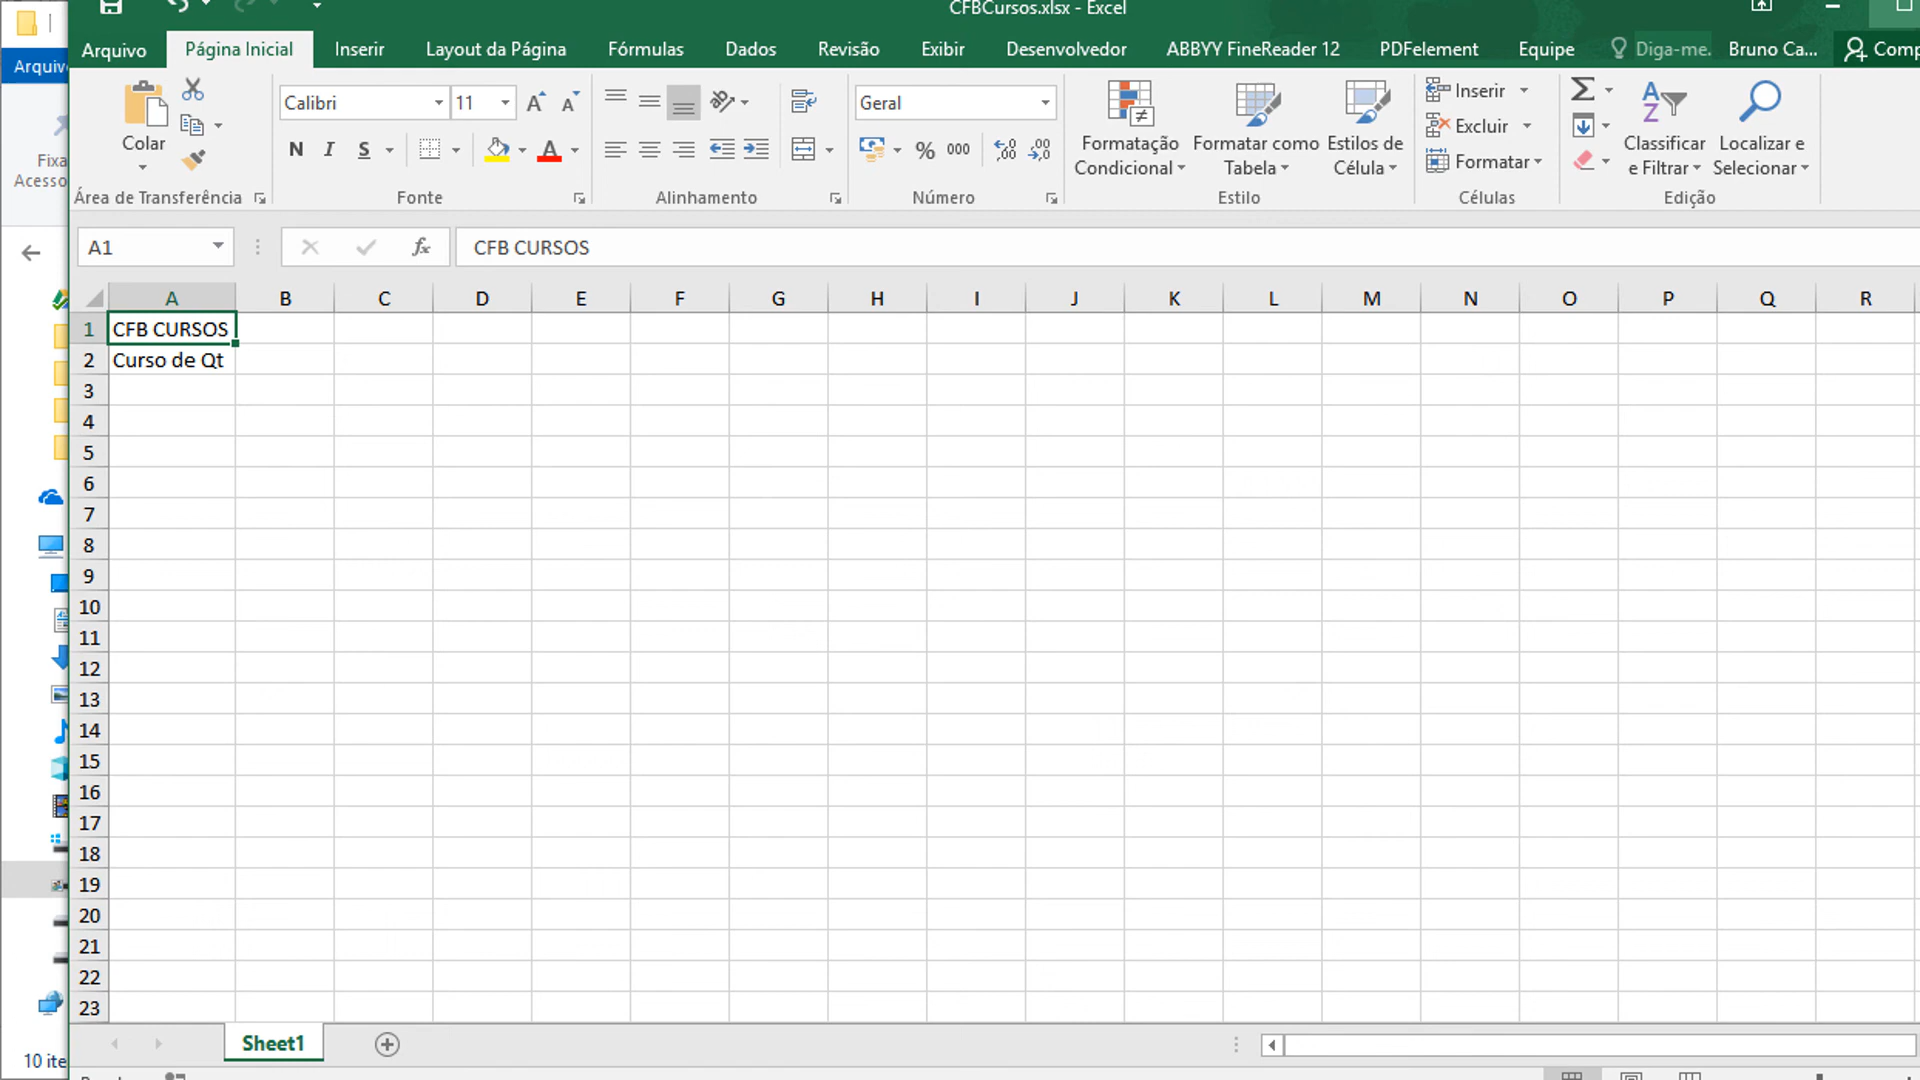 CFBCursos.xlsx - Excel
Arquivo Página Inicial Inserir Layout da Página Fórmulas Dados Revisão Exibir Desenvolvedor ABBYY FineReader 12 PDFelement Equipe Diga-me. Bruno Ca... Comp
Arquiv
Calibri 11 Geral
Inserir
Excluir
Formatar
Colar
N I S
% 000
Formatação Condicional
Formatar como Tabela
Estilos de Célula
Classificar e Filtrar
Localizar e Selecionar
Fixa
Acesso
Área de Transferência Fonte Alinhamento Número Estilo Células Edição
A1 fx CFB CURSOS
A B C D E F G H I J K L M N O P Q R
1 CFB CURSOS
2 Curso de Qt
3
4
5
6
7
8
9
10
11
12
13
14
15
16
17
18
19
20
21
22
23
Sheet1
10 ite